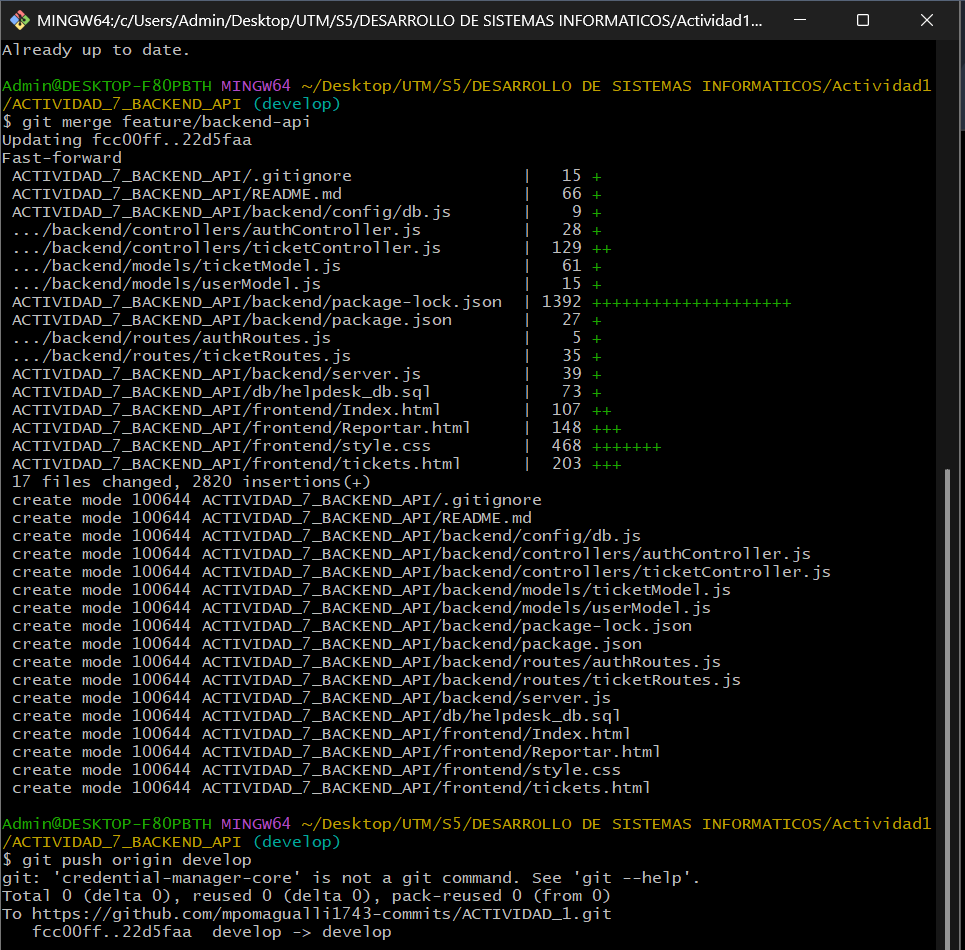 MINGW64:/c/Users/Admin/Desktop/UTM/S5/DESARROLLO DE SISTEMAS INFORMATICOS/Actividad1...
Already up to date.
Admin@DESKTOP-F80PBTH MINGW64 ~/Desktop/UTM/S5/DESARROLLO DE SISTEMAS INFORMATICOS/Actividad1
/ACTIVIDAD_7_BACKEND_API (develop)
$ git merge feature/backend-api
Updating fcc00ff..22d5faa
Fast-forward
 ACTIVIDAD_7_BACKEND_API/.gitignore                 |   15 +
 ACTIVIDAD_7_BACKEND_API/README.md                  |   66 +
 ACTIVIDAD_7_BACKEND_API/backend/config/db.js       |    9 +
 .../backend/controllers/authController.js          |   28 +
 .../backend/controllers/ticketController.js        |  129 ++
 .../backend/models/ticketModel.js                  |   61 +
 .../backend/models/userModel.js                    |   15 +
 ACTIVIDAD_7_BACKEND_API/backend/package-lock.json  | 1392 ++++++++++++++++++++
 ACTIVIDAD_7_BACKEND_API/backend/package.json       |   27 +
 .../backend/routes/authRoutes.js                   |    5 +
 .../backend/routes/ticketRoutes.js                 |   35 +
 ACTIVIDAD_7_BACKEND_API/backend/server.js          |   39 +
 ACTIVIDAD_7_BACKEND_API/db/helpdesk_db.sql         |   73 +
 ACTIVIDAD_7_BACKEND_API/frontend/Index.html        |  107 ++
 ACTIVIDAD_7_BACKEND_API/frontend/Reportar.html     |  148 +++
 ACTIVIDAD_7_BACKEND_API/frontend/style.css         |  468 +++++++
 ACTIVIDAD_7_BACKEND_API/frontend/tickets.html      |  203 +++
 17 files changed, 2820 insertions(+)
 create mode 100644 ACTIVIDAD_7_BACKEND_API/.gitignore
 create mode 100644 ACTIVIDAD_7_BACKEND_API/README.md
 create mode 100644 ACTIVIDAD_7_BACKEND_API/backend/config/db.js
 create mode 100644 ACTIVIDAD_7_BACKEND_API/backend/controllers/authController.js
 create mode 100644 ACTIVIDAD_7_BACKEND_API/backend/controllers/ticketController.js
 create mode 100644 ACTIVIDAD_7_BACKEND_API/backend/models/ticketModel.js
 create mode 100644 ACTIVIDAD_7_BACKEND_API/backend/models/userModel.js
 create mode 100644 ACTIVIDAD_7_BACKEND_API/backend/package-lock.json
 create mode 100644 ACTIVIDAD_7_BACKEND_API/backend/package.json
 create mode 100644 ACTIVIDAD_7_BACKEND_API/backend/routes/authRoutes.js
 create mode 100644 ACTIVIDAD_7_BACKEND_API/backend/routes/ticketRoutes.js
 create mode 100644 ACTIVIDAD_7_BACKEND_API/backend/server.js
 create mode 100644 ACTIVIDAD_7_BACKEND_API/db/helpdesk_db.sql
 create mode 100644 ACTIVIDAD_7_BACKEND_API/frontend/Index.html
 create mode 100644 ACTIVIDAD_7_BACKEND_API/frontend/Reportar.html
 create mode 100644 ACTIVIDAD_7_BACKEND_API/frontend/style.css
 create mode 100644 ACTIVIDAD_7_BACKEND_API/frontend/tickets.html
Admin@DESKTOP-F80PBTH MINGW64 ~/Desktop/UTM/S5/DESARROLLO DE SISTEMAS INFORMATICOS/Actividad1
/ACTIVIDAD_7_BACKEND_API (develop)
$ git push origin develop
git: 'credential-manager-core' is not a git command. See 'git --help'.
Total 0 (delta 0), reused 0 (delta 0), pack-reused 0 (from 0)
To https://github.com/mpomagualli1743-commits/ACTIVIDAD_1.git
   fcc00ff..22d5faa  develop -> develop